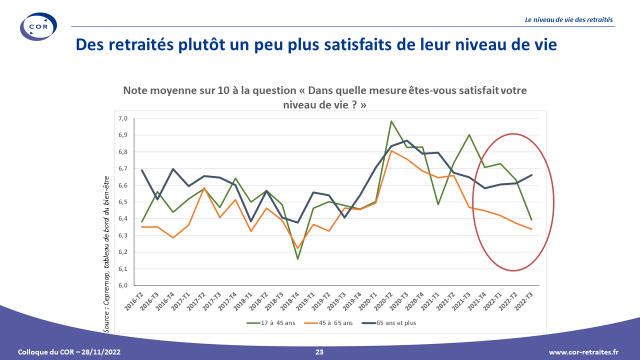 COR
Le niveau de vie des retraités
Des retraités plutôt un peu plus satisfaits de leur niveau de vie
Note moyenne sur 10 à la question « Dans quelle mesure êtes-vous satisfait votre
niveau de vie ? »
7,0
6,9
6,8
6,7
6,6
6,5
6,4
6,3
6,2
6,1
6,0
2016-T2
2016-T3
2016-T4
2017-T1
2017-T2
2017-T3
2017-T4
2018-T1
2018-T2
2018-T3
2018-T4
2019-T1
2019-T2
2019-T3
2019-T4
2020-T1
2020-T2
2020-T3
2020-T4
2021-T1
2021-T2
2021-T3
2021-T4
2022-T1
2022-T2
2022-T3
17 à 45 ans
45 à 65 ans
65 ans et plus
Source : Cepremap, tableau de bord du bien-être
Colloque du COR – 28/11/2022
23
www.cor-retraites.fr